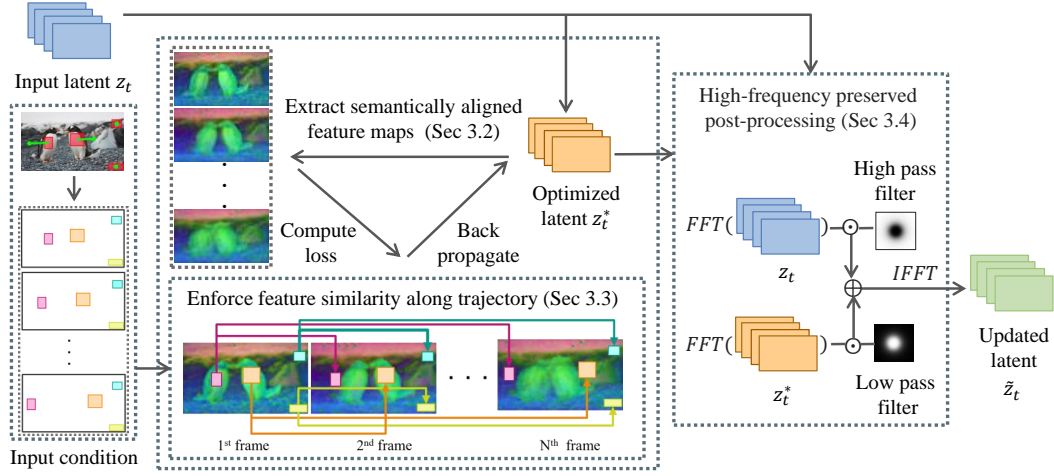 Input latent z_t
Input condition
Extract semantically aligned
feature maps (Sec 3.2)
Compute
loss
Back
propagate
Optimized
latent z_t^*
Enforce feature similarity along trajectory (Sec 3.3)
1st frame
2nd frame
Nth frame
High-frequency preserved
post-processing (Sec 3.4)
High pass
filter
FFT( )
z_t
IFFT
FFT( )
z_t^*
Low pass
filter
Updated
latent
z̃_t